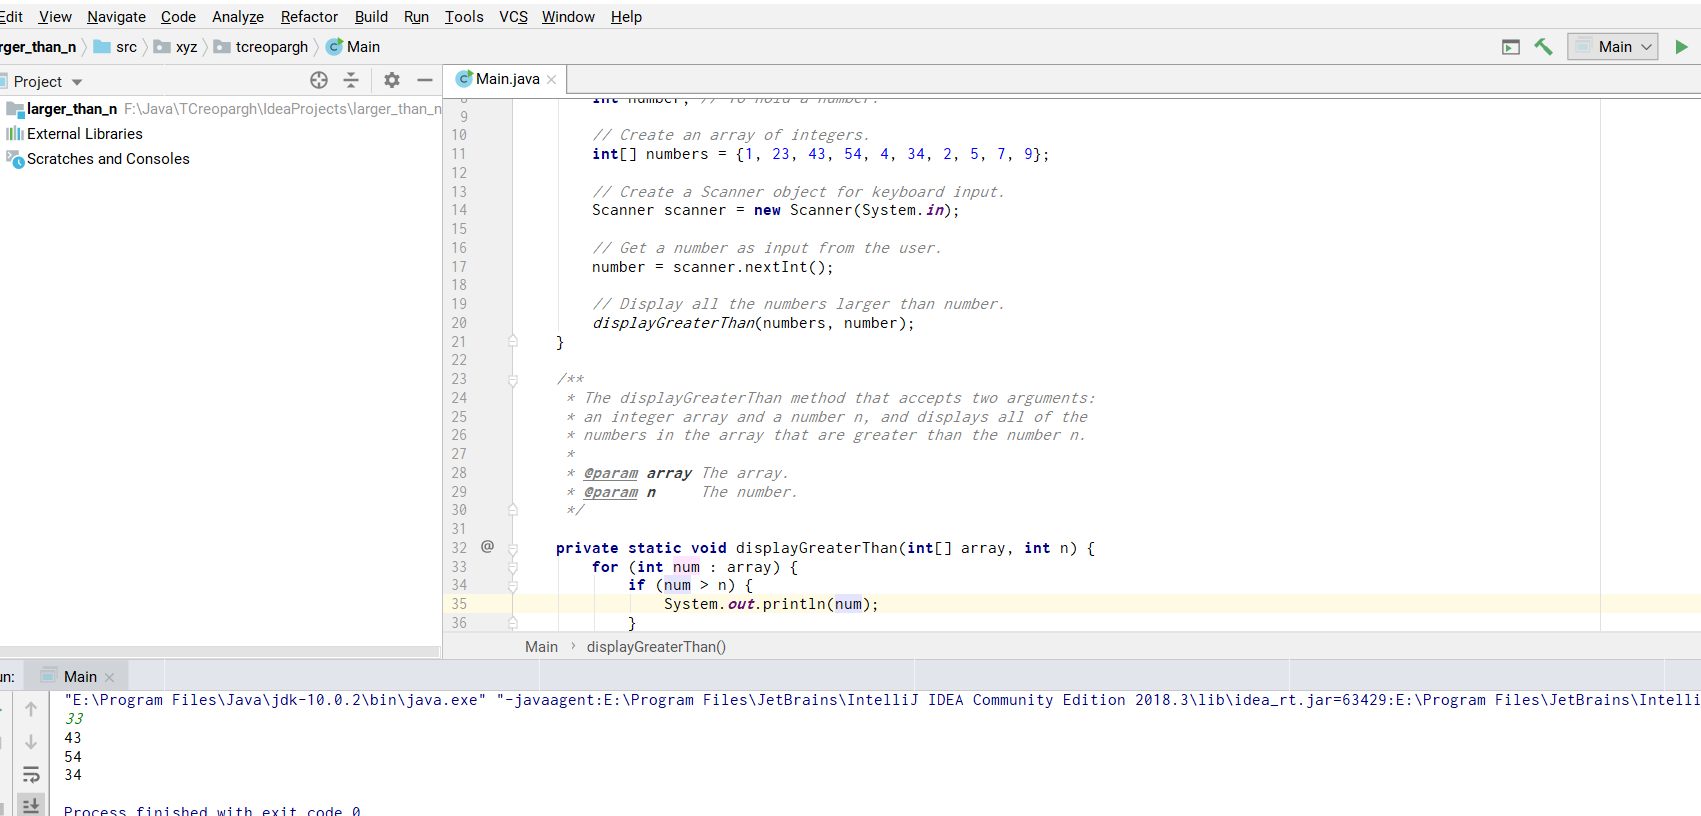 Edit View Navigate Code Analyze Refactor Build Run Tools VCS Window Help
rger_than_n src xyz tcreopargh Main
Main
Project
Main.java
larger_than_n F:\Java\TCreopargh\IdeaProjects\larger_than_n
External Libraries
Scratches and Consoles
8 int number; // To hold a number.
9
10 // Create an array of integers.
11 int[] numbers = {1, 23, 43, 54, 4, 34, 2, 5, 7, 9};
12
13 // Create a Scanner object for keyboard input.
14 Scanner scanner = new Scanner(System.in);
15
16 // Get a number as input from the user.
17 number = scanner.nextInt();
18
19 // Display all the numbers larger than number.
20 displayGreaterThan(numbers, number);
21 }
22
23 /**
24 * The displayGreaterThan method that accepts two arguments:
25 * an integer array and a number n, and displays all of the
26 * numbers in the array that are greater than the number n.
27 *
28 * @param array The array.
29 * @param n The number.
30 */
31
32 @ private static void displayGreaterThan(int[] array, int n) {
33 for (int num : array) {
34 if (num > n) {
35 System.out.println(num);
36 }
Main › displayGreaterThan()
un: Main
"E:\Program Files\Java\jdk-10.0.2\bin\java.exe" "-javaagent:E:\Program Files\JetBrains\IntelliJ IDEA Community Edition 2018.3\lib\idea_rt.jar=63429:E:\Program Files\JetBrains\Intelli
33
43
54
34
Process finished with exit code 0